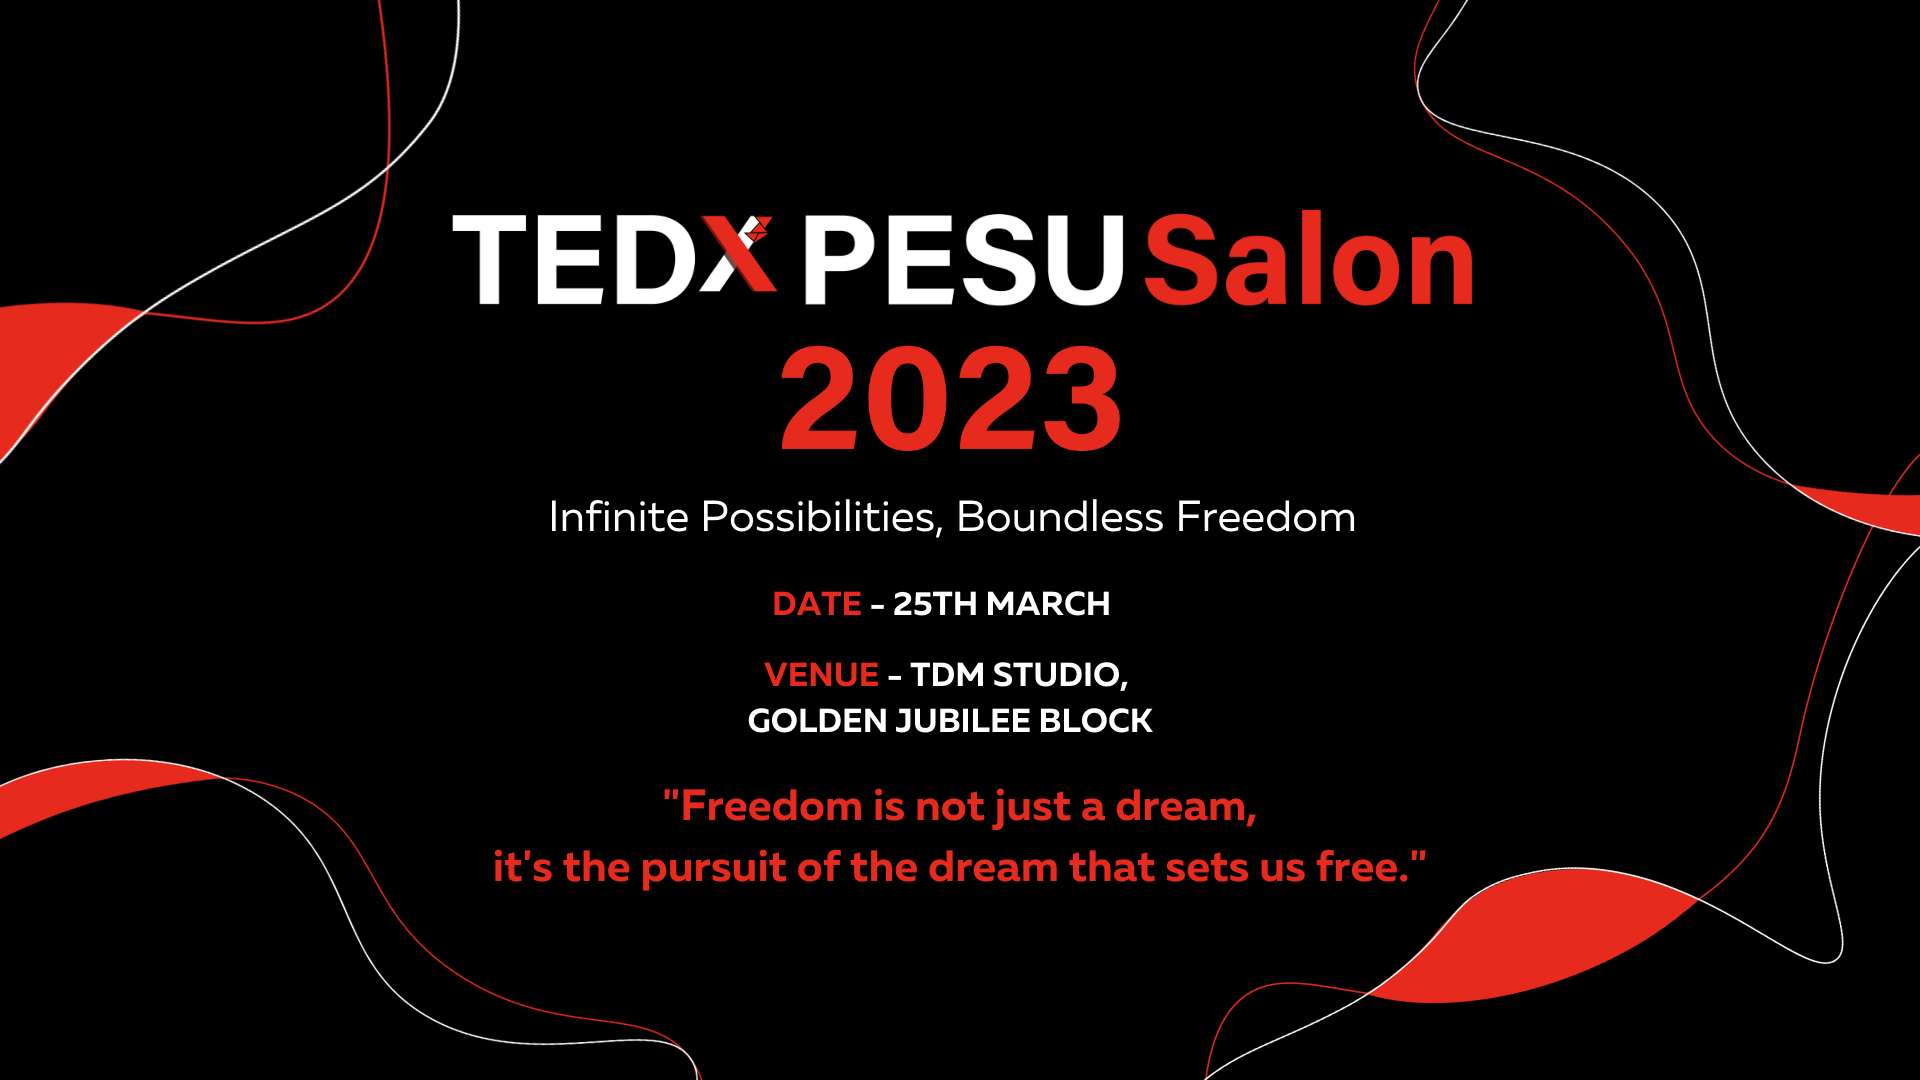 TEDX PESU Salon
2023
Infinite Possibilities, Boundless Freedom
DATE - 25TH MARCH
VENUE - TDM STUDIO,
GOLDEN JUBILEE BLOCK
"Freedom is not just a dream,
it's the pursuit of the dream that sets us free."